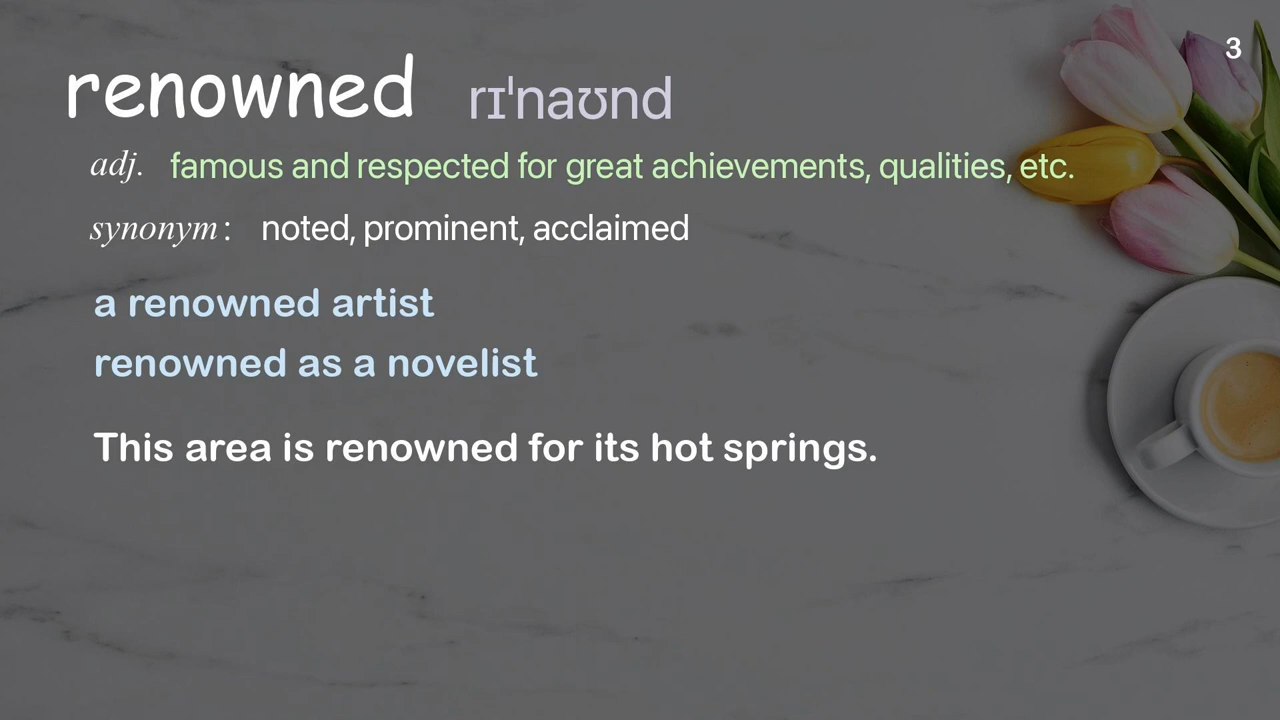 3
renowned rɪˈnaʊnd
adj. famous and respected for great achievements, qualities, etc.
synonym: noted, prominent, acclaimed
a renowned artist
renowned as a novelist
This area is renowned for its hot springs.